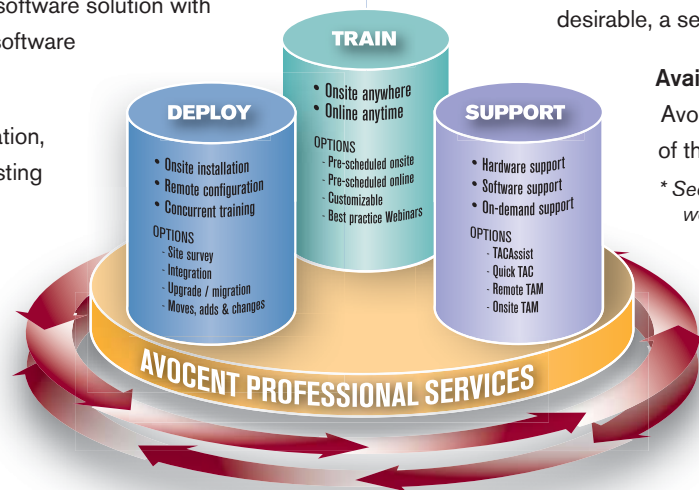 software solution with
software
ation,
sting
desirable, a se
Avai
Avo
of th
* See
we
TRAIN
• Onsite anywhere
• Online anytime
OPTIONS
- Pre-scheduled onsite
- Pre-scheduled online
- Customizable
- Best practice Webinars
DEPLOY
• Onsite installation
• Remote configuration
• Concurrent training
OPTIONS
- Site survey
- Integration
- Upgrade / migration
- Moves, adds & changes
SUPPORT
• Hardware support
• Software support
• On-demand support
OPTIONS
- TACAssist
- Quick TAC
- Remote TAM
- Onsite TAM
AVOCENT PROFESSIONAL SERVICES